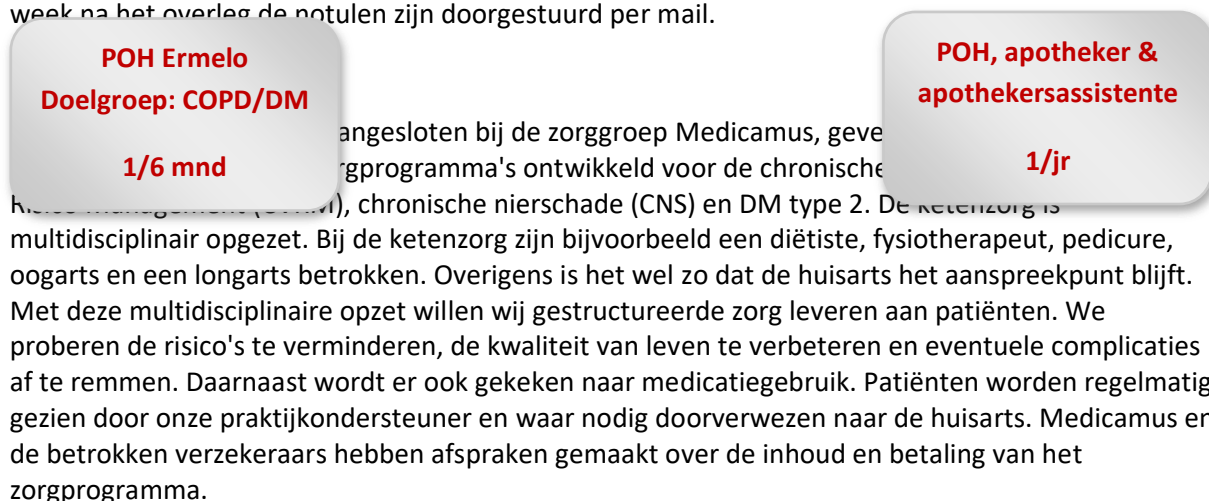 week na het overleg de notulen zijn doorgestuurd per mail.
POH Ermelo
Doelgroep: COPD/DM
1/6 mnd
POH, apotheker &
apothekersassistente
1/jr
angesloten bij de zorggroep Medicamus, geve
rgprogramma's ontwikkeld voor de chronische
chronische nierschade (CNS) en DM type 2. De ketenzorg is
multidisciplinair opgezet. Bij de ketenzorg zijn bijvoorbeeld een diëtiste, fysiotherapeut, pedicure,
oogarts en een longarts betrokken. Overigens is het wel zo dat de huisarts het aanspreekpunt blijft.
Met deze multidisciplinaire opzet willen wij gestructureerde zorg leveren aan patiënten. We
proberen de risico's te verminderen, de kwaliteit van leven te verbeteren en eventuele complicaties
af te remmen. Daarnaast wordt er ook gekeken naar medicatiegebruik. Patiënten worden regelmatig
gezien door onze praktijkondersteuner en waar nodig doorverwezen naar de huisarts. Medicamus en
de betrokken verzekeraars hebben afspraken gemaakt over de inhoud en betaling van het
zorgprogramma.